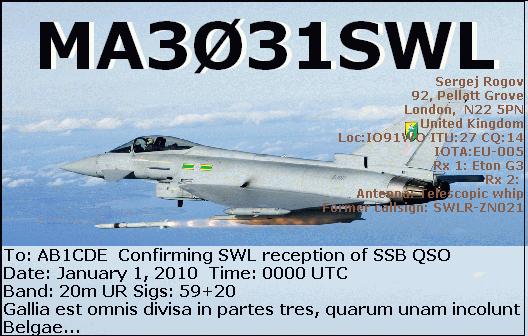 MA3Ø31SWL
Sergej Rogov
92, Pellatt Grove
London, N22 5PN
United Kingdom
Loc:IO91WO ITU:27 CQ:14
IOTA:EU-005
Rx 1: Eton G3
Rx 2:
Antenna: Telescopic whip
Former callsign: SWLR-ZN021
To: AB1CDE Confirming SWL reception of SSB QSO
Date: January 1, 2010 Time: 0000 UTC
Band: 20m UR Sigs: 59+20
Gallia est omnis divisa in partes tres, quarum unam incolunt
Belgae...